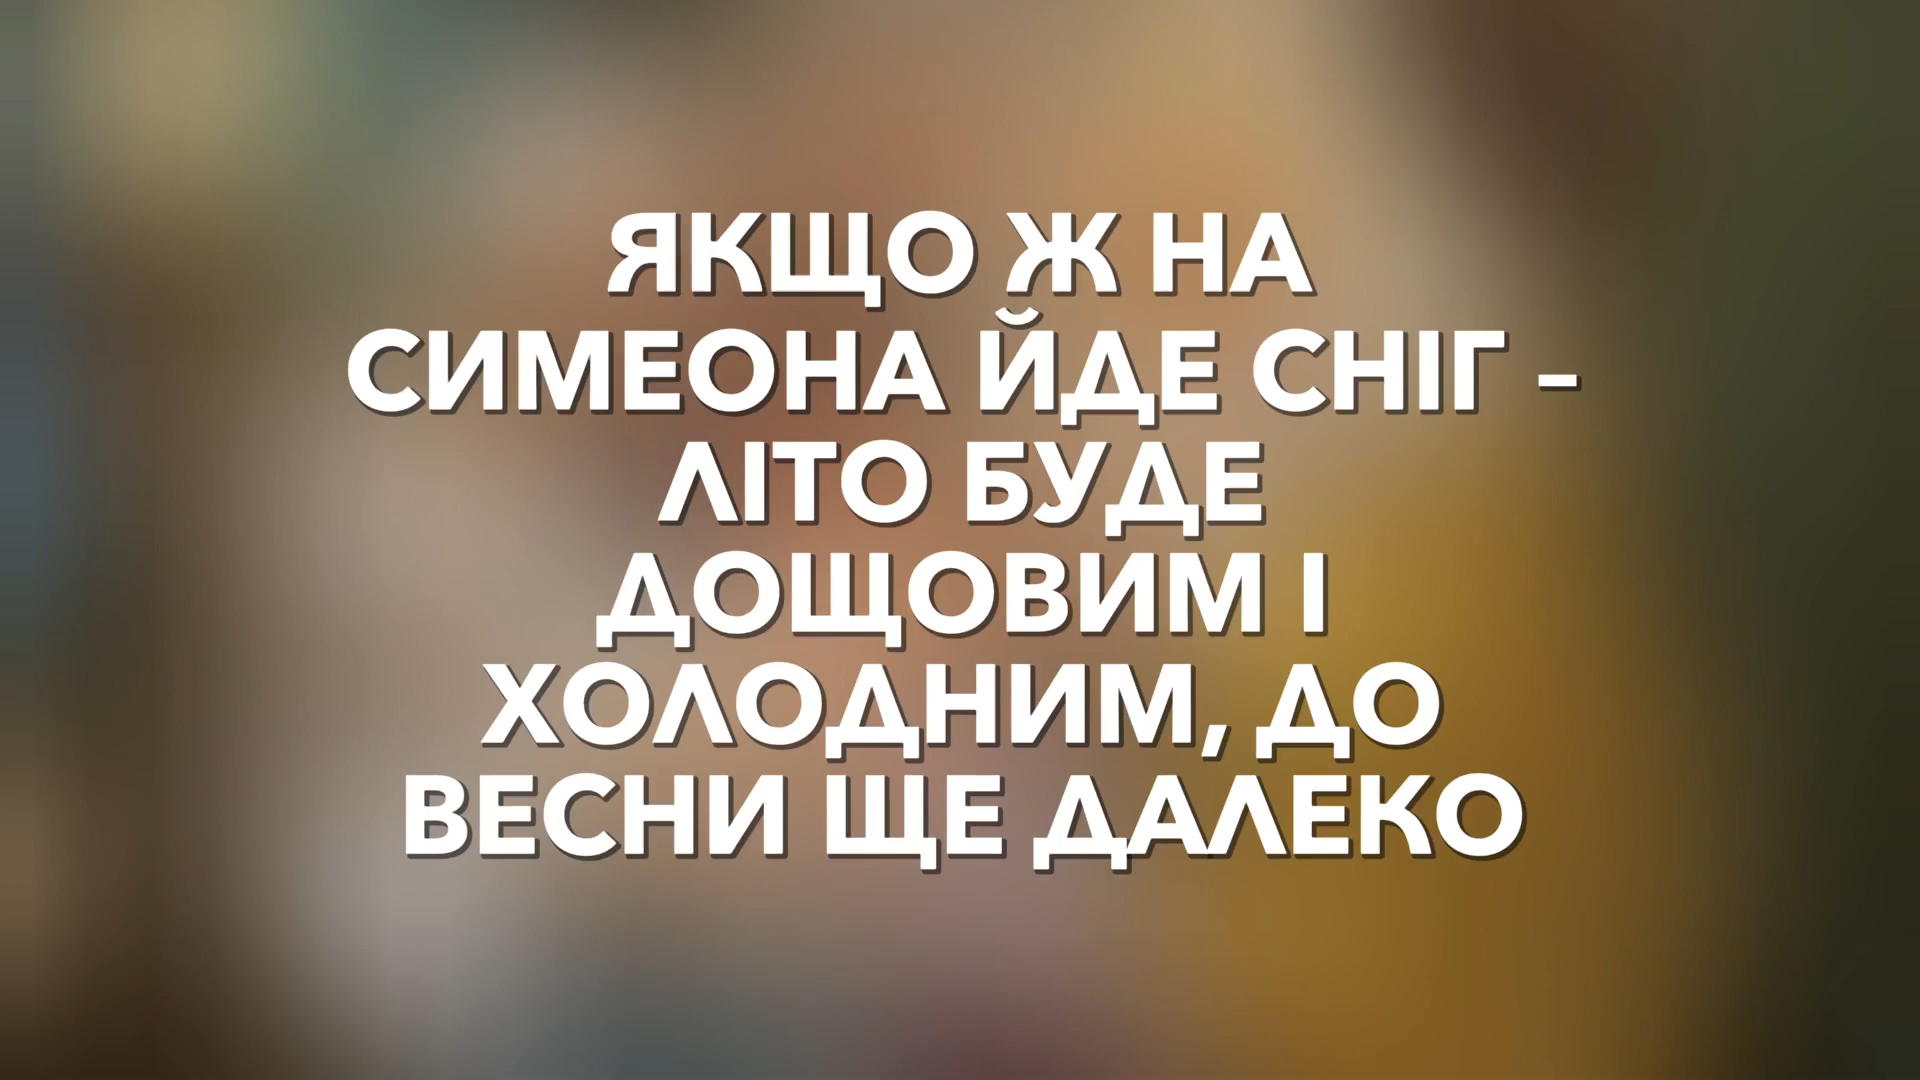 ЯКЩО Ж НА
СИМЕОНА ЙДЕ СНІГ –
ЛІТО БУДЕ
ДОЩОВИМ І
ХОЛОДНИМ, ДО
ВЕСНИ ЩЕ ДАЛЕКО